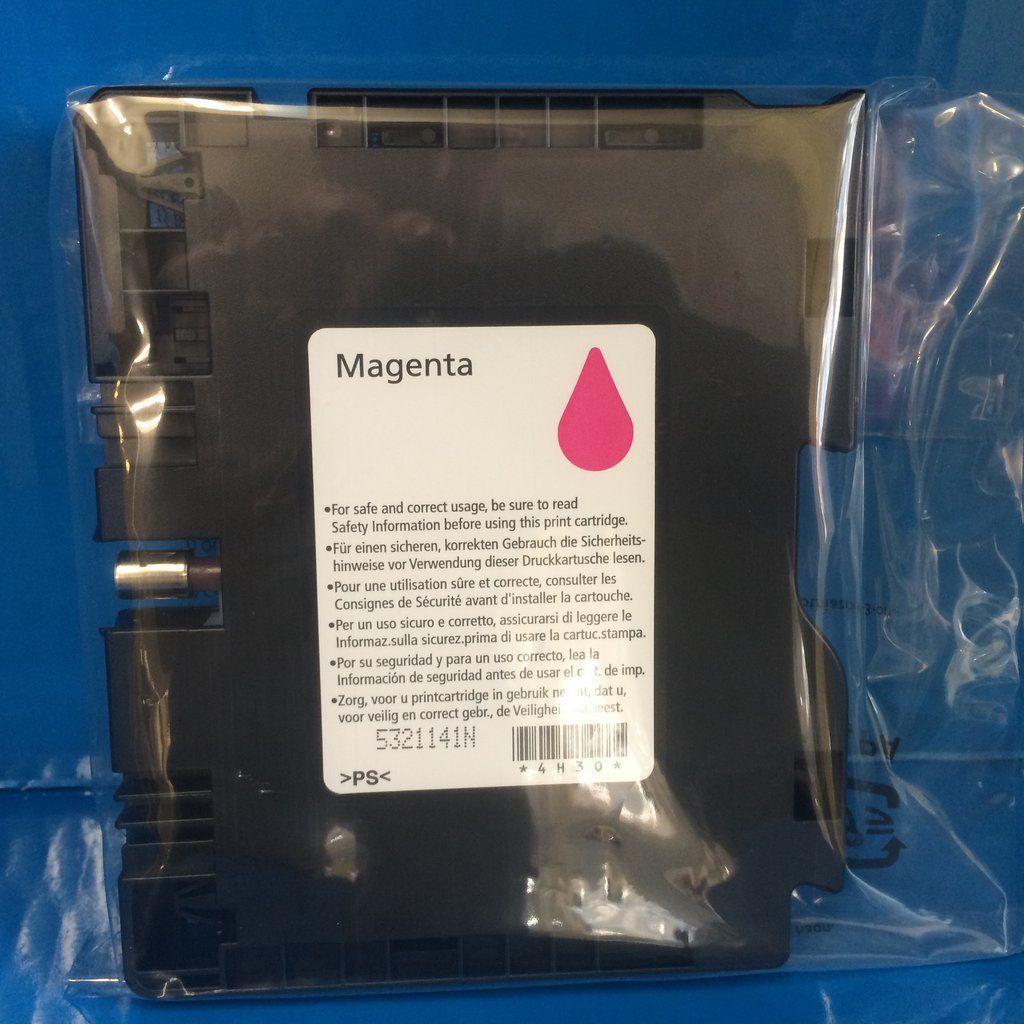 Magenta
•For safe and correct usage, be sure to read
Safety Information before using this print cartridge.
•Für einen sicheren, korrekten Gebrauch die Sicherheits-
hinweise vor Verwendung dieser Druckkartusche lesen.
•Pour une utilisation sûre et correcte, consulter les
Consignes de Sécurité avant d'installer la cartouche.
•Per un uso sicuro e corretto, assicurarsi di leggere le
Informaz.sulla sicurez.prima di usare la cartuc.stampa.
•Por su seguridad y para un uso correcto, lea la
Información de seguridad antes de usar el de imp.
•Zorg, voor u printcartridge in gebruik dat u,
voor veilig en correct gebr., de
5321141N
*4H30*
>PS<
PA